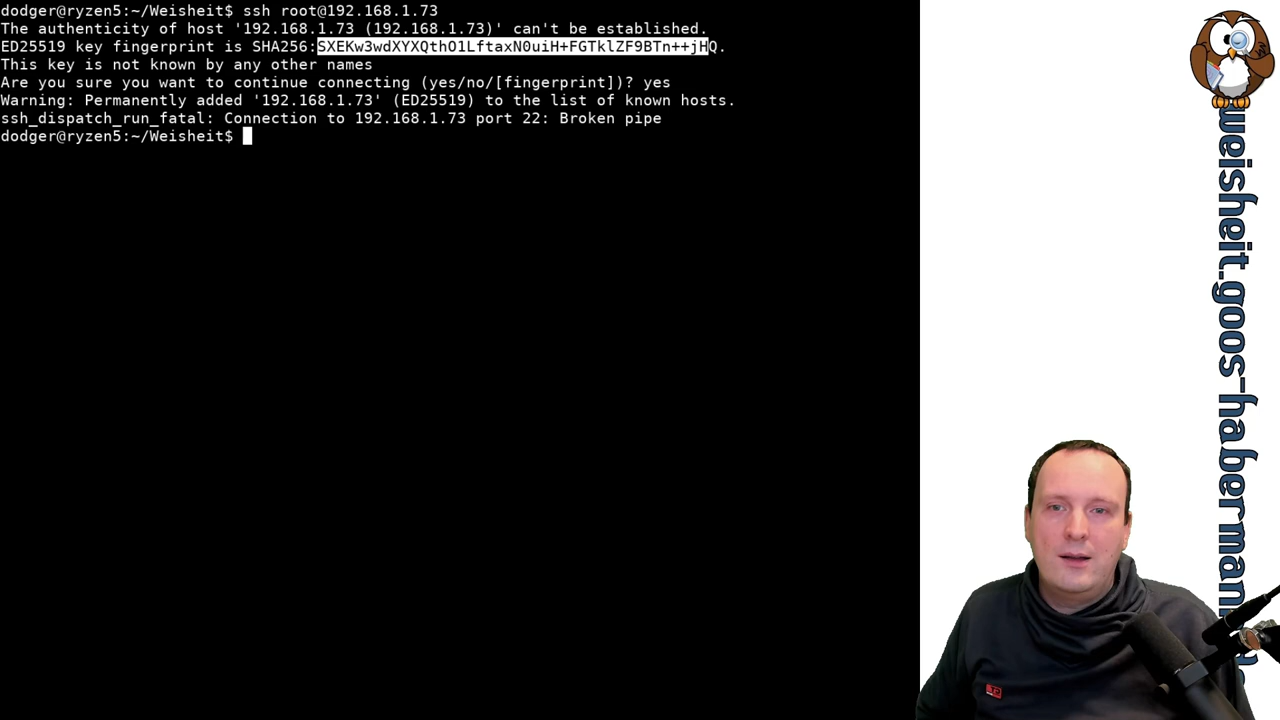 dodger@ryzen5:~/Weisheit$ ssh root@192.168.1.73
The authenticity of host '192.168.1.73 (192.168.1.73)' can't be established.
ED25519 key fingerprint is SHA256:SXEKw3wdXYXQthO1LftaxN0uiH+FGTklZF9BTn++jHQ.
This key is not known by any other names
Are you sure you want to continue connecting (yes/no/[fingerprint])? yes
Warning: Permanently added '192.168.1.73' (ED25519) to the list of known hosts.
ssh_dispatch_run_fatal: Connection to 192.168.1.73 port 22: Broken pipe
dodger@ryzen5:~/Weisheit$
weisheit.goos-haberman